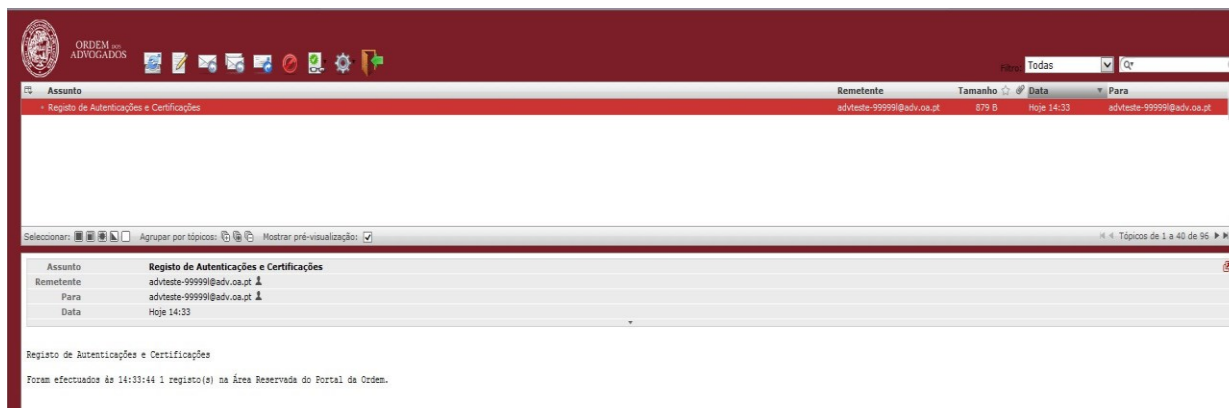 ORDEM DOS
ADVOGADOS
Filtro: Todas
Assunto Remetente Tamanho Data Para
Registo de Autenticações e Certificações advteste-99999l@adv.oa.pt 879 B Hoje 14:33 advteste-99999l@adv.oa.pt
Seleccionar: Agrupar por tópicos: Mostrar pré-visualização: Tópicos de 1 a 40 de 96
Assunto Registo de Autenticações e Certificações
Remetente advteste-99999l@adv.oa.pt
Para advteste-99999l@adv.oa.pt
Data Hoje 14:33
Registo de Autenticações e Certificações
Foram efectuados às 14:33:44 1 registo(s) na Área Reservada do Portal da Ordem.